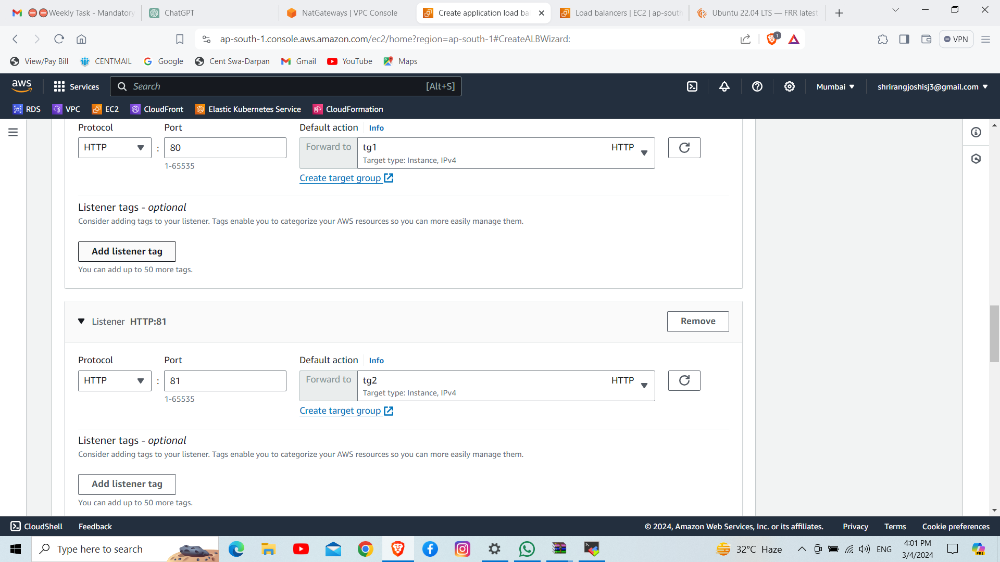 Weekly Task - Mandatory
ChatGPT
NatGateways | VPC Console
Create application load ba
Load balancers | EC2 | ap-south
Ubuntu 22.04 LTS — FRR latest
ap-south-1.console.aws.amazon.com/ec2/home?region=ap-south-1#CreateALBWizard:
1
VPN
View/Pay Bill
CENTMAIL
Google
Cent Swa-Darpan
Gmail
YouTube
Maps
aws
Services
Search
[Alt+S]
Mumbai
shrirangjoshisj3@gmail.com
RDS
VPC
EC2
CloudFront
Elastic Kubernetes Service
CloudFormation
Protocol
Port
Default action
Info
HTTP
:
80
Forward to
tg1
HTTP
Target type: Instance, IPv4
1-65535
Create target group
Listener tags - optional
Consider adding tags to your listener. Tags enable you to categorize your AWS resources so you can more easily manage them.
Add listener tag
You can add up to 50 more tags.
Listener HTTP:81
Remove
Protocol
Port
Default action
Info
HTTP
:
81
Forward to
tg2
HTTP
Target type: Instance, IPv4
1-65535
Create target group
Listener tags - optional
Consider adding tags to your listener. Tags enable you to categorize your AWS resources so you can more easily manage them.
Add listener tag
You can add up to 50 more tags.
CloudShell
Feedback
© 2024, Amazon Web Services, Inc. or its affiliates.
Privacy
Terms
Cookie preferences
Type here to search
32°C Haze
ENG
4:01 PM
3/4/2024
PRE